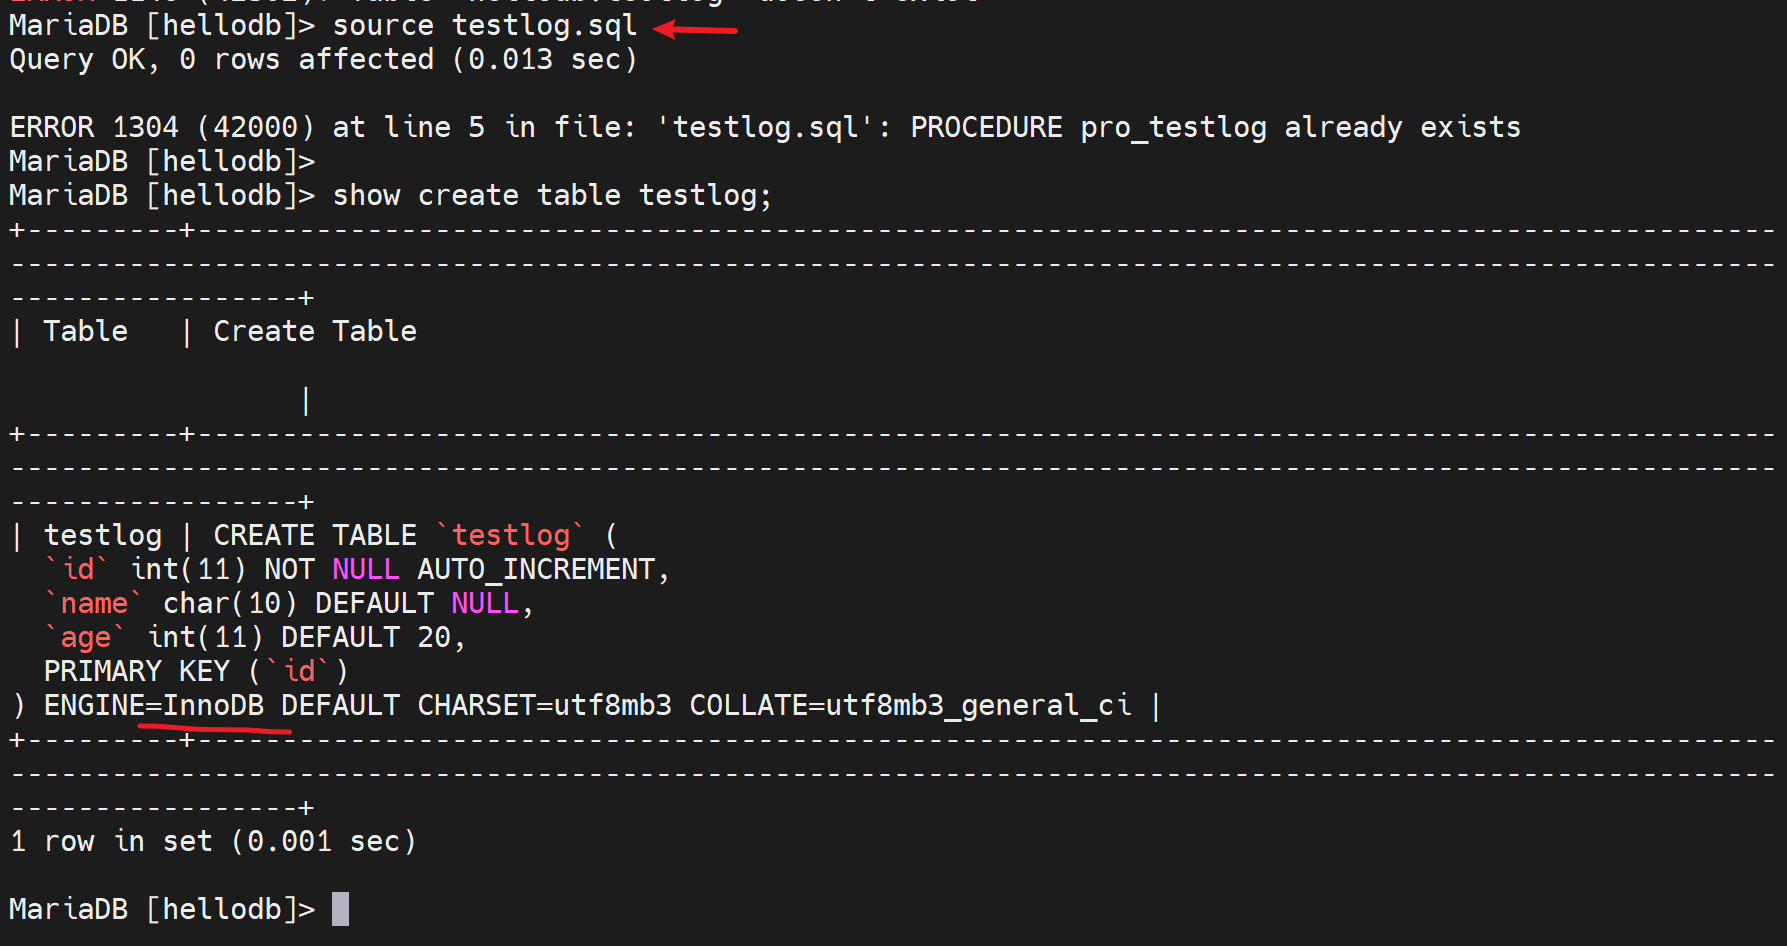 MariaDB [hellodb]> source testlog.sql
Query OK, 0 rows affected (0.013 sec)
ERROR 1304 (42000) at line 5 in file: 'testlog.sql': PROCEDURE pro_testlog already exists
MariaDB [hellodb]>
MariaDB [hellodb]> show create table testlog;
+---------+---------------------------------------------------------------------------------------------
--------------------------------------------------------------------------------------------------------
-----------------+
| Table   | Create Table
                 |
+---------+---------------------------------------------------------------------------------------------
--------------------------------------------------------------------------------------------------------
-----------------+
| testlog | CREATE TABLE `testlog` (
  `id` int(11) NOT NULL AUTO_INCREMENT,
  `name` char(10) DEFAULT NULL,
  `age` int(11) DEFAULT 20,
  PRIMARY KEY (`id`)
) ENGINE=InnoDB DEFAULT CHARSET=utf8mb3 COLLATE=utf8mb3_general_ci |
+---------+---------------------------------------------------------------------------------------------
--------------------------------------------------------------------------------------------------------
-----------------+
1 row in set (0.001 sec)
MariaDB [hellodb]>